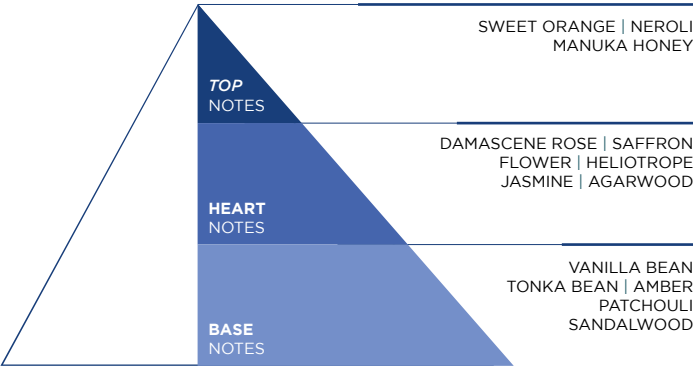 SWEET ORANGE | NEROLI
MANUKA HONEY
TOP
NOTES
DAMASCENE ROSE | SAFFRON
FLOWER | HELIOTROPE
JASMINE | AGARWOOD
HEART
NOTES
VANILLA BEAN
TONKA BEAN | AMBER
PATCHOULI
SANDALWOOD
BASE
NOTES